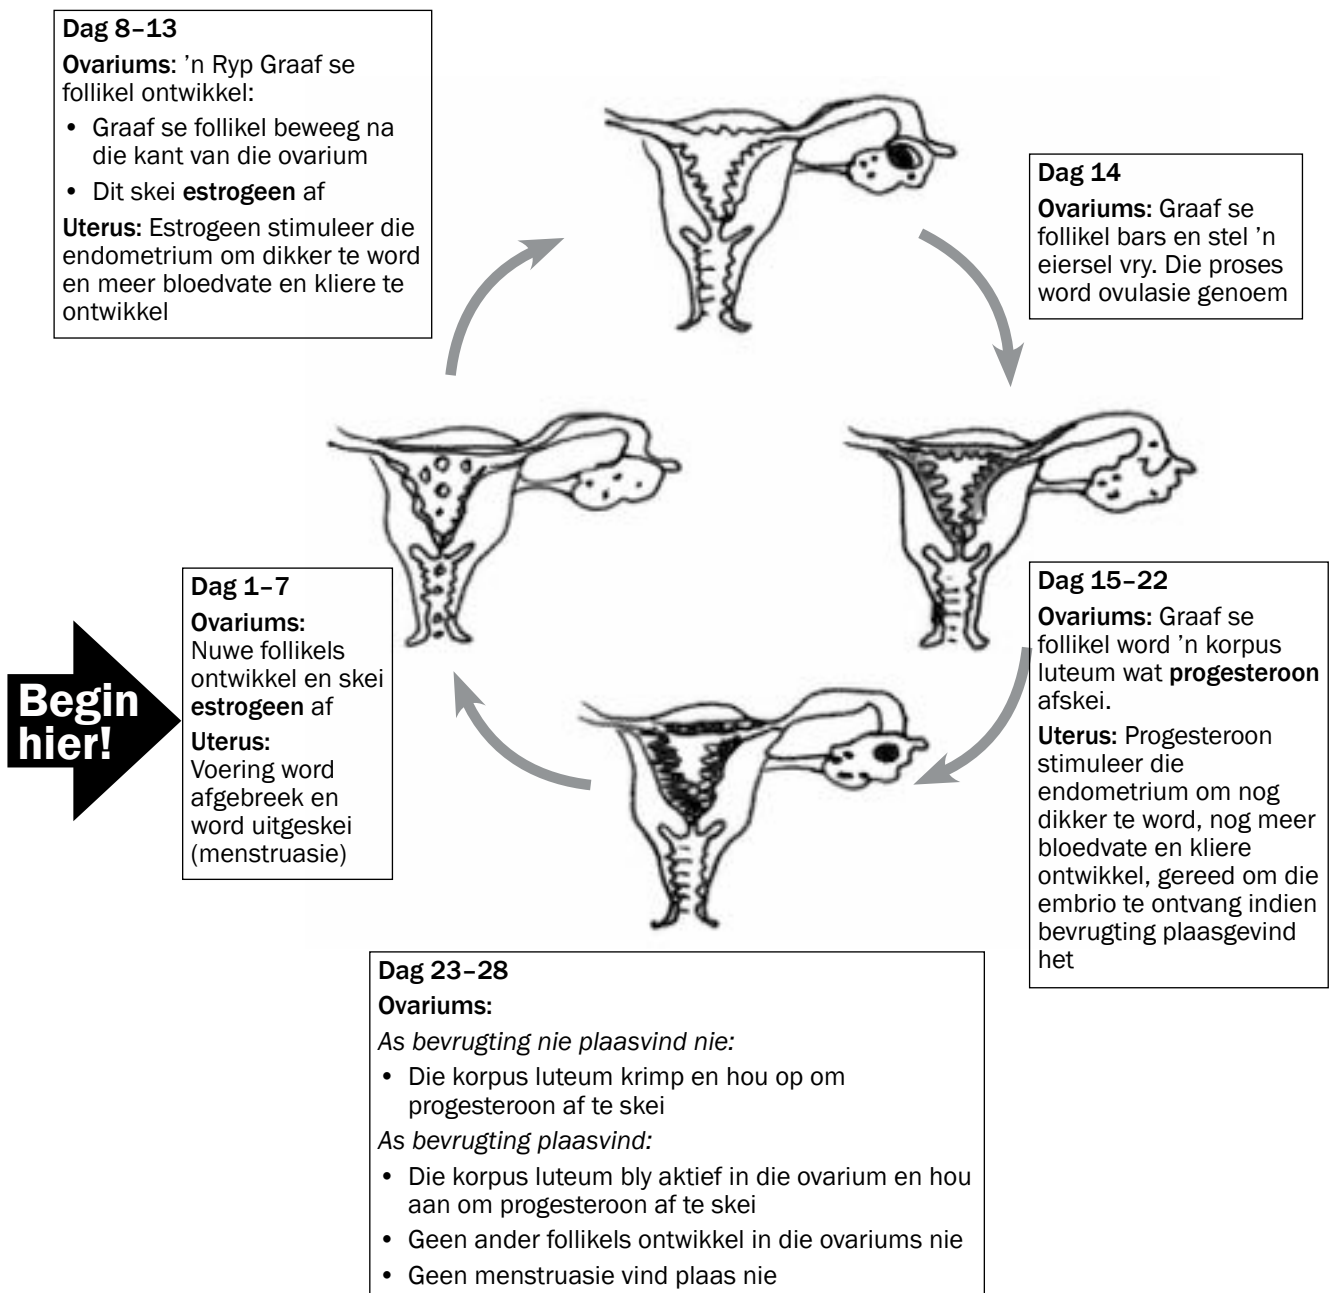 Dag 8–13
Ovariums: ’n Ryp Graaf se
follikel ontwikkel:
• Graaf se follikel beweeg na
die kant van die ovarium
• Dit skei estrogeen af
Uterus: Estrogeen stimuleer die
endometrium om dikker te word
en meer bloedvate en kliere te
ontwikkel
Dag 14
Ovariums: Graaf se
follikel bars en stel ’n
eiersel vry. Die proses
word ovulasie genoem
Begin
hier!
Dag 1–7
Ovariums:
Nuwe follikels
ontwikkel en skei
estrogeen af
Uterus:
Voering word
afgebreek en
word uitgeskei
(menstruasie)
Dag 15–22
Ovariums: Graaf se
follikel word ’n korpus
luteum wat progesteroon
afskei.
Uterus: Progesteroon
stimuleer die
endometrium om nog
dikker te word, nog meer
bloedvate en kliere
ontwikkel, gereed om die
embrio te ontvang indien
bevrugting plaasgevind
het
Dag 23–28
Ovariums:
As bevrugting nie plaasvind nie:
• Die korpus luteum krimp en hou op om
progesteroon af te skei
As bevrugting plaasvind:
• Die korpus luteum bly aktief in die ovarium en hou
aan om progesteroon af te skei
• Geen ander follikels ontwikkel in die ovariums nie
• Geen menstruasie vind plaas nie